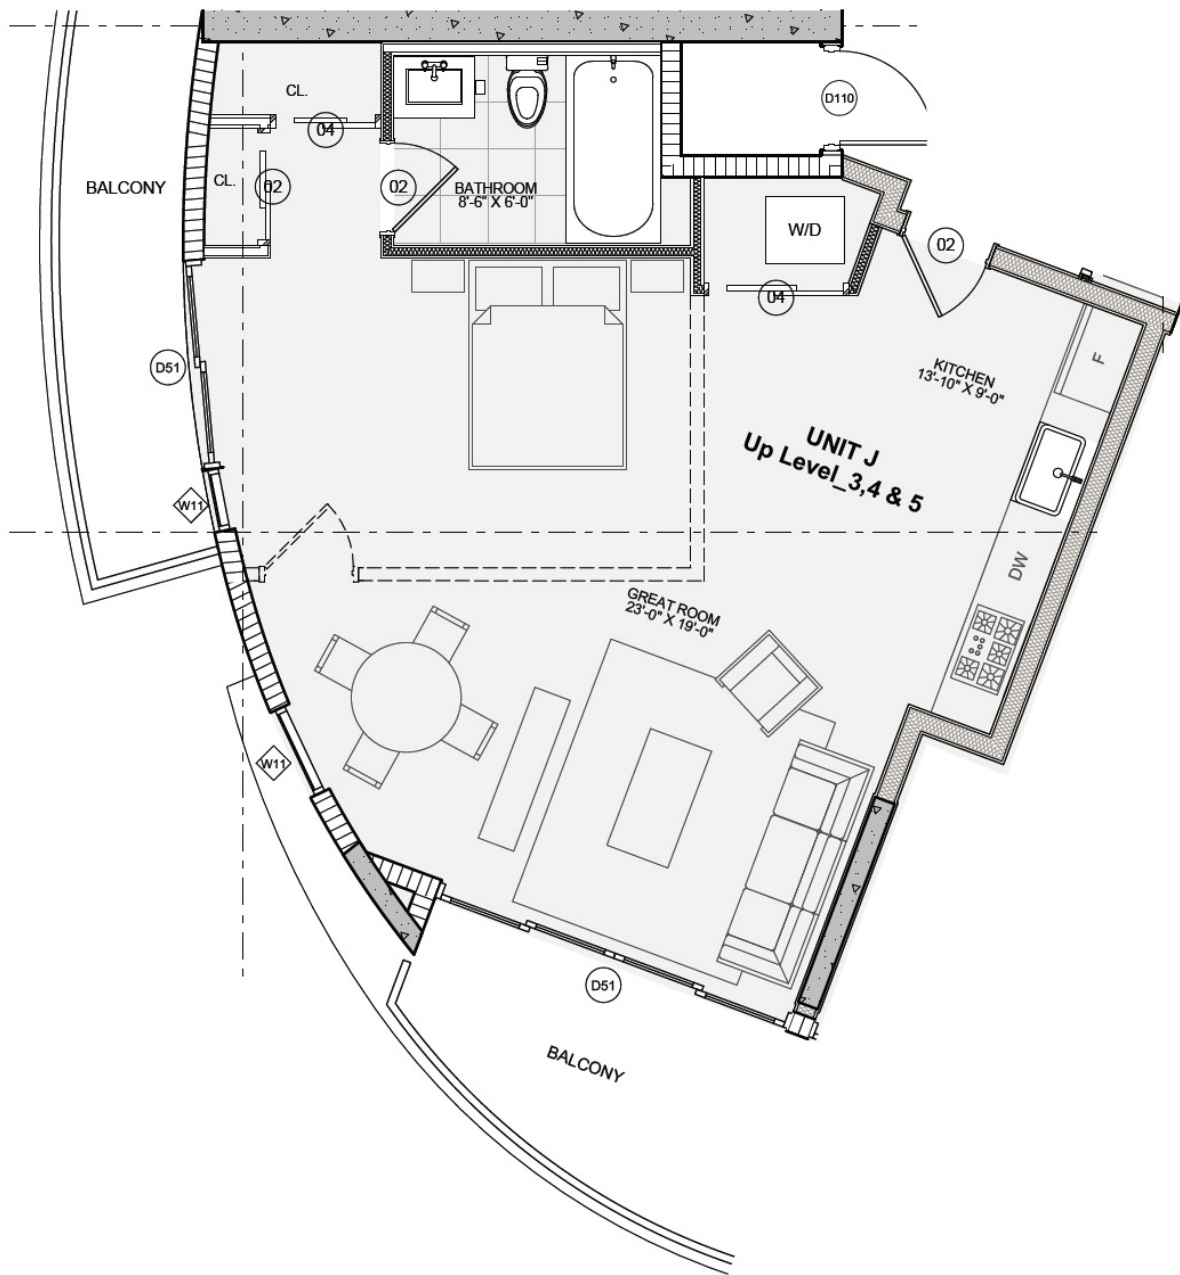 CL.
04
D110
BALCONY
CL.
02
02
BATHROOM
8'-6" X 6'-0"
W/D
02
04
D51
KITCHEN
13'-10" X 9'-0"
F
UNIT J
Up Level_3,4 & 5
W11
DW
GREAT ROOM
23'-0" X 19'-0"
W11
D51
BALCONY